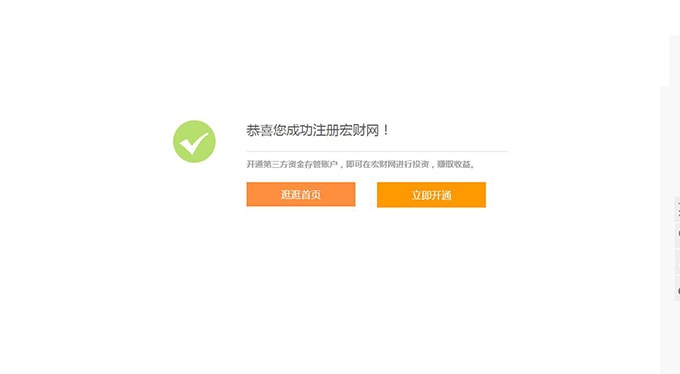 恭喜您成功注册宏财网！
开通第三方资金存管账户，即可在宏财网进行投资，赚取收益。
逛逛首页
立即开通